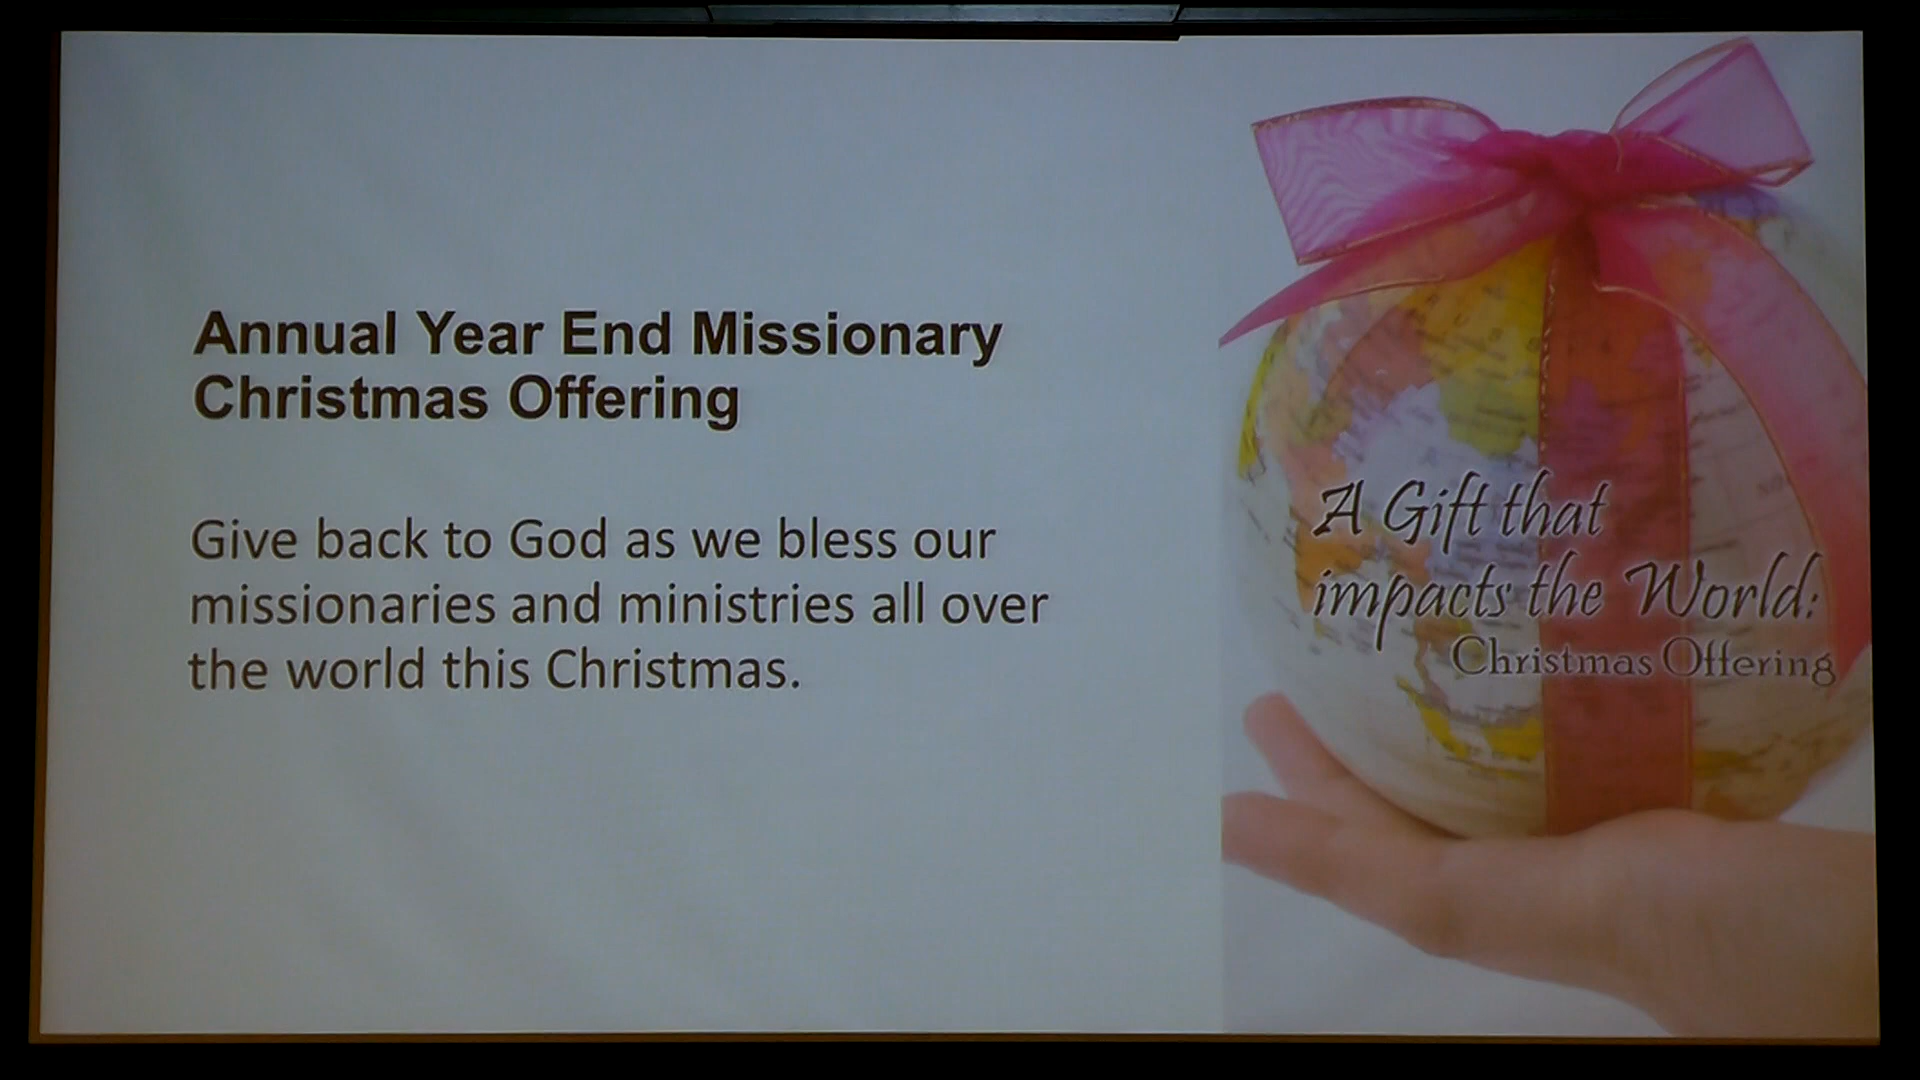 Annual Year End Missionary
Christmas Offering
Give back to God as we bless our
missionaries and ministries all over
the world this Christmas.
A Gift that
impacts the World:
Christmas Offering